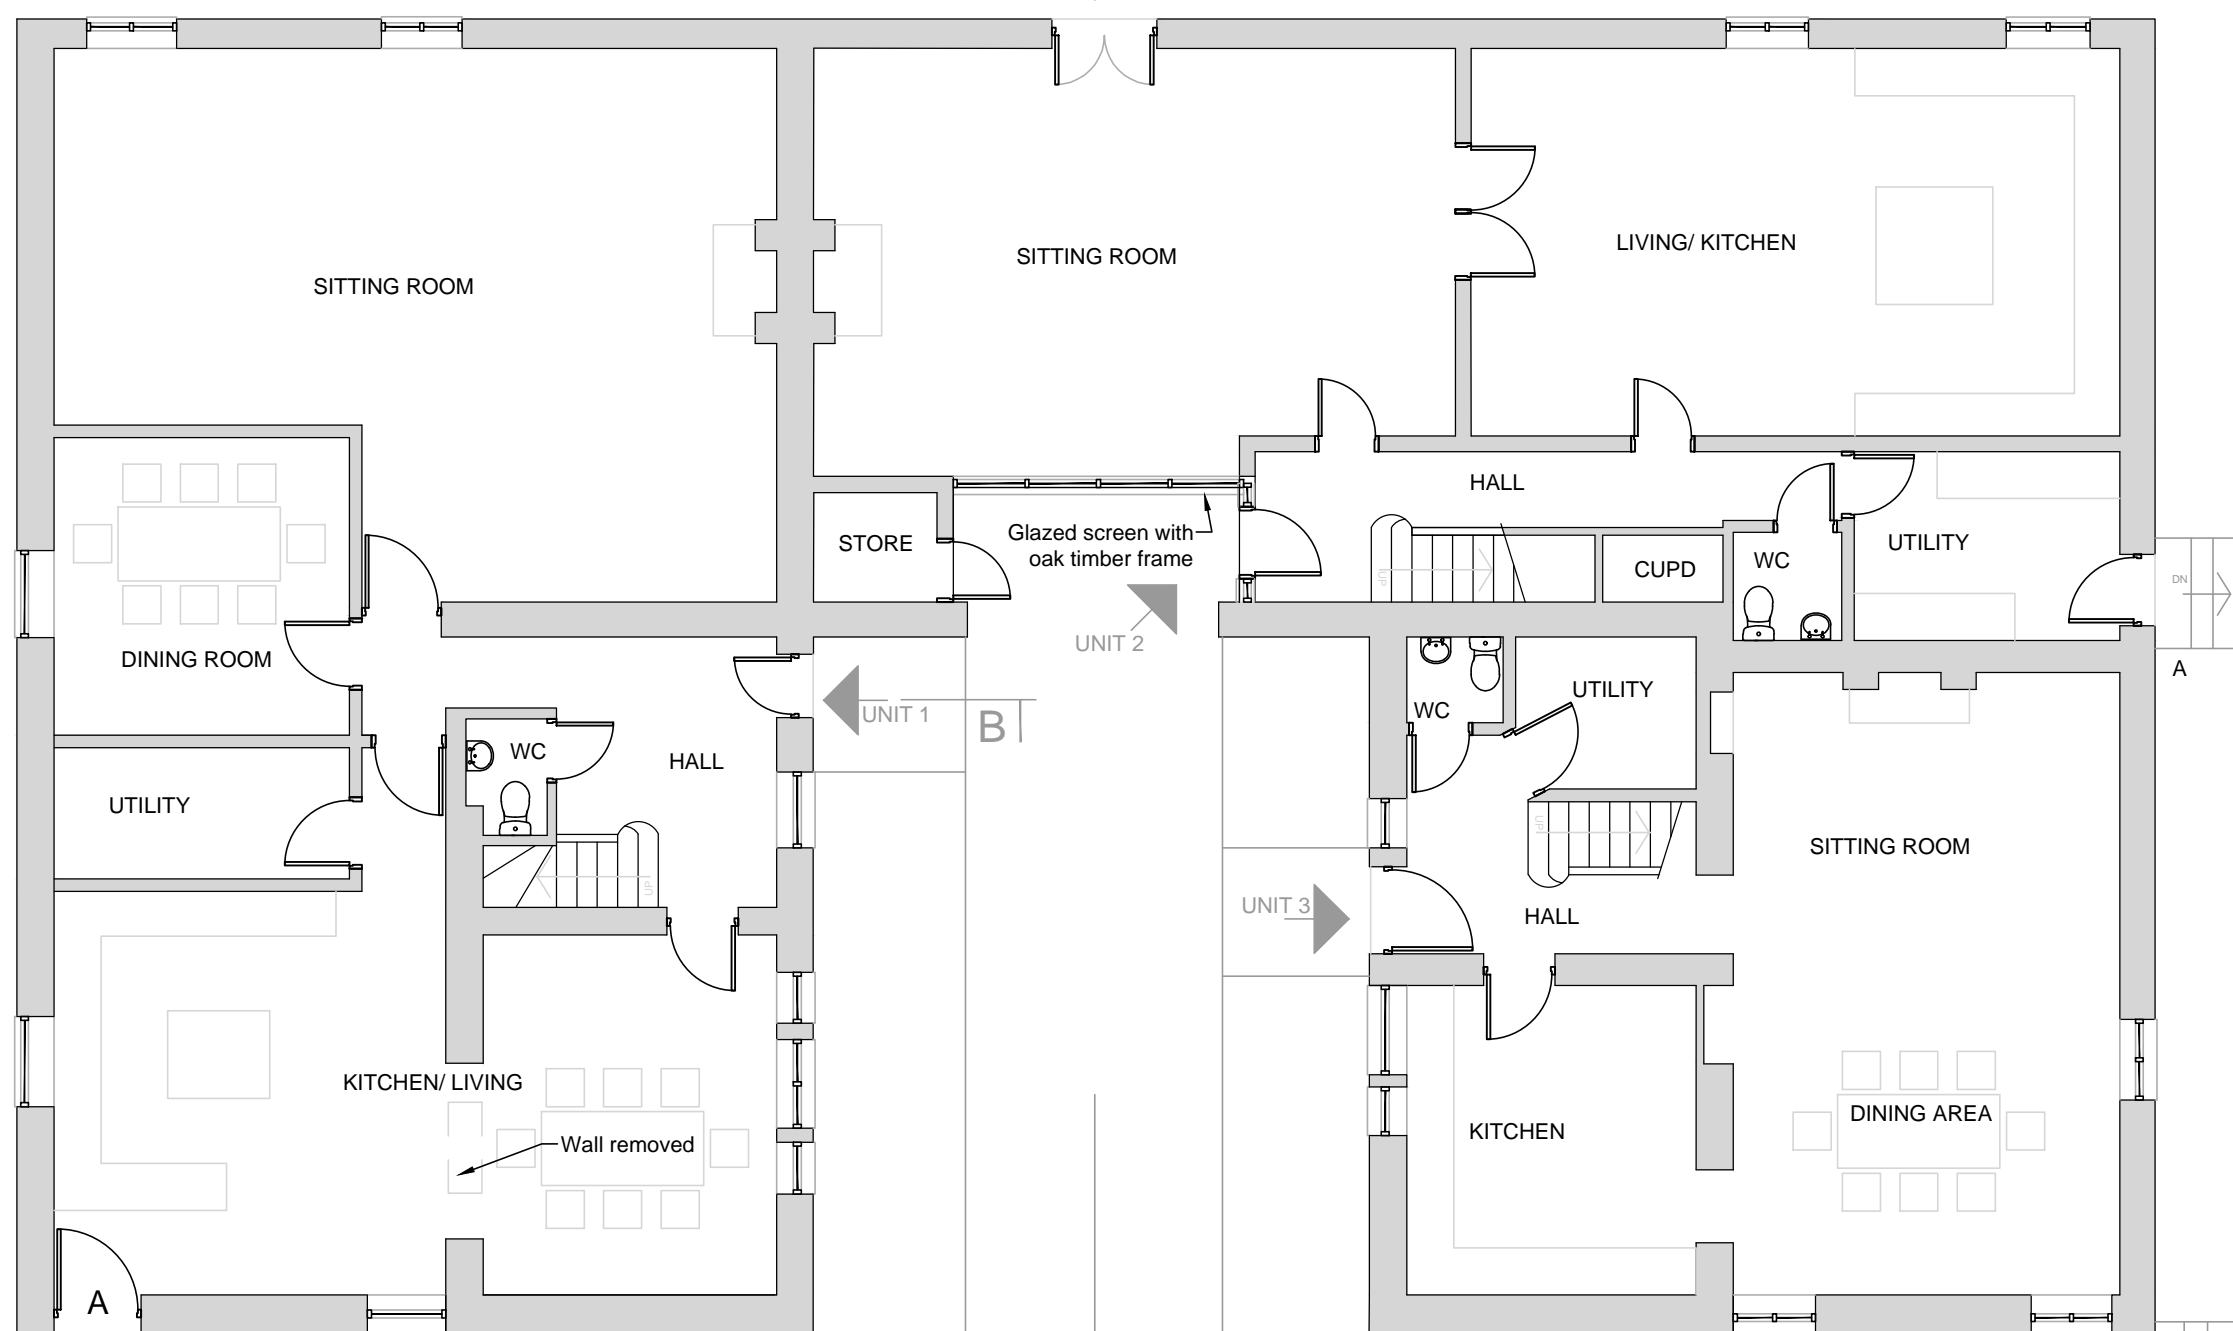 SITTING ROOM
SITTING ROOM
LIVING/ KITCHEN
HALL
Glazed screen with
oak timber frame
STORE
UTILITY
WC
CUPD
UP
DN
UNIT 2
DINING ROOM
A
UTILITY
WC
UNIT 1
B
WC
HALL
UTILITY
UP
SITTING ROOM
UP
UNIT 3
HALL
KITCHEN/ LIVING
DINING AREA
KITCHEN
Wall removed
A